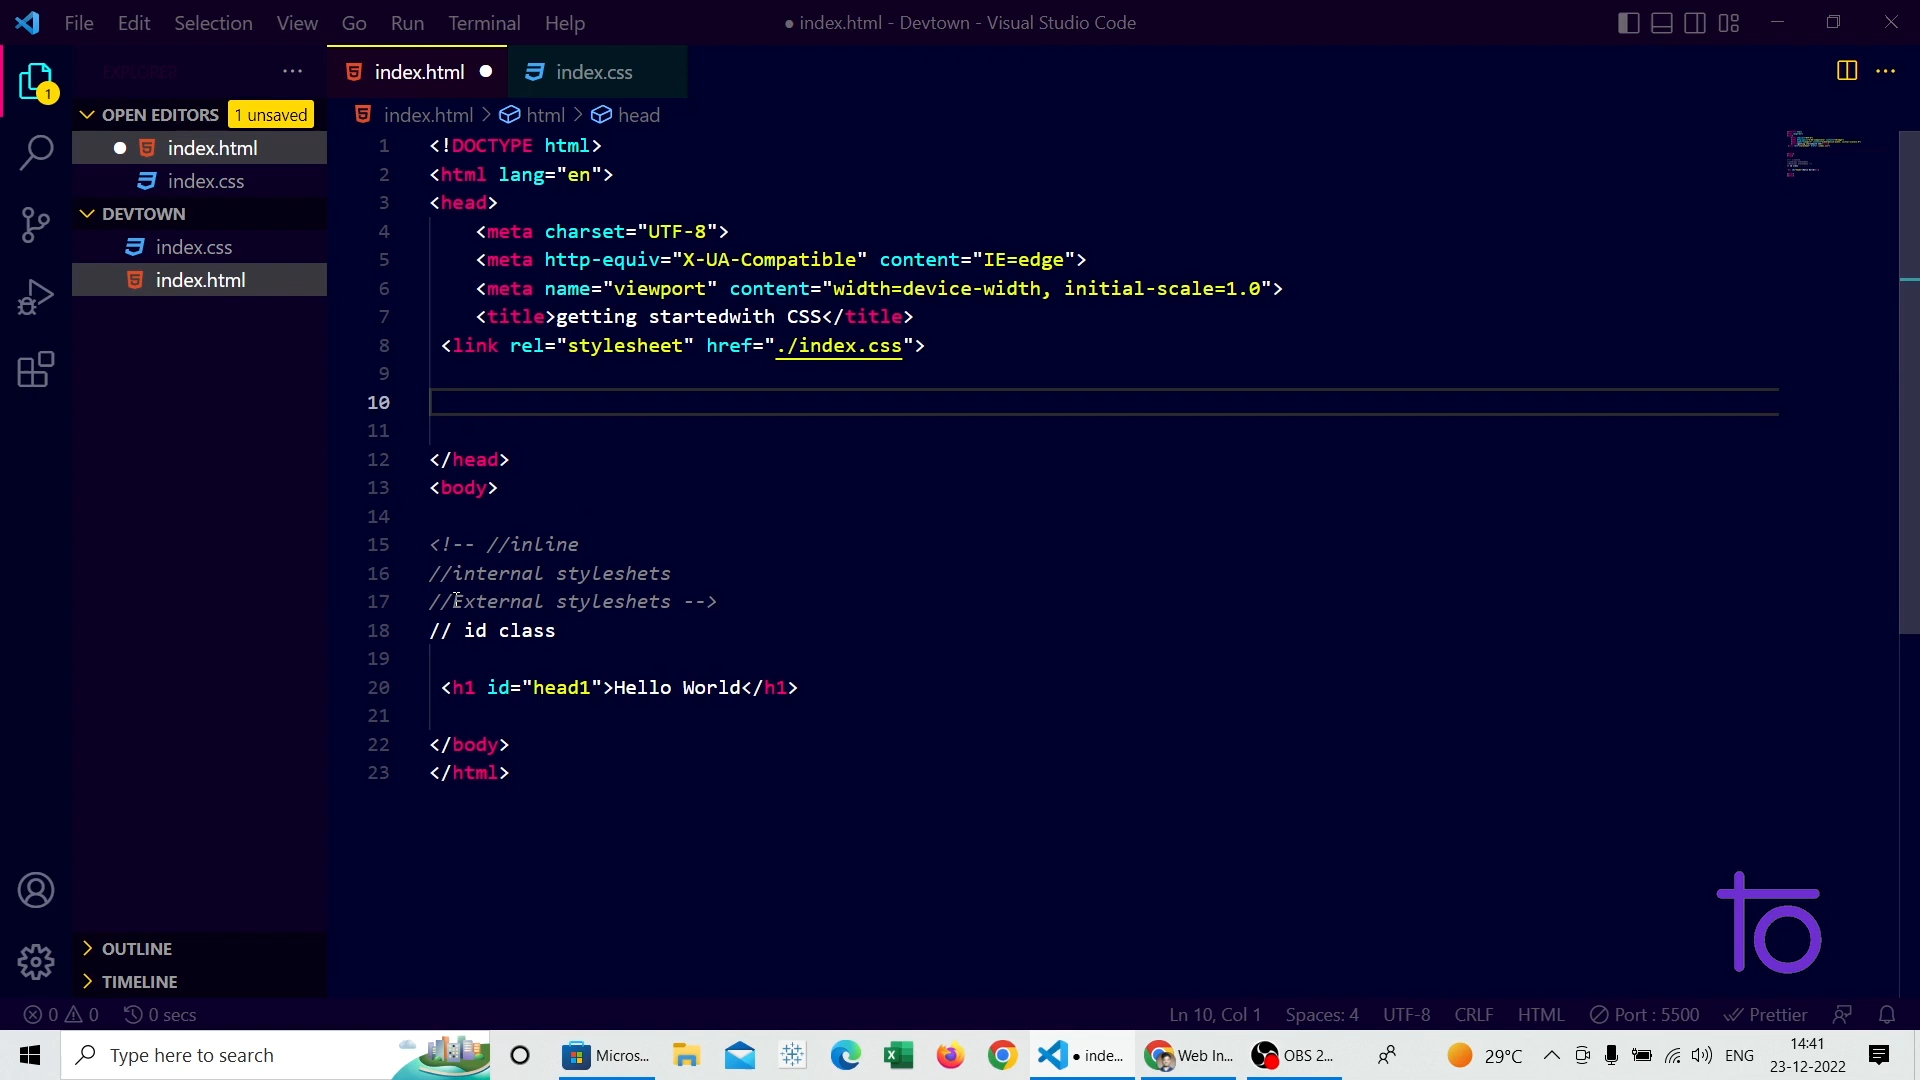 File Edit Selection View Go Run Terminal Help
● index.html - Devtown - Visual Studio Code
EXPLORER
index.html
index.css
1
OPEN EDITORS 1 unsaved
index.html
index.css
DEVTOWN
index.css
index.html
index.html > html > head
1 <!DOCTYPE html>
2 <html lang="en">
3 <head>
4 <meta charset="UTF-8">
5 <meta http-equiv="X-UA-Compatible" content="IE=edge">
6 <meta name="viewport" content="width=device-width, initial-scale=1.0">
7 <title>getting startedwith CSS</title>
8 <link rel="stylesheet" href="./index.css">
9
10
11
12 </head>
13 <body>
14
15 <!-- //inline
16 //internal styleshets
17 //External styleshets -->
18 // id class
19
20 <h1 id="head1">Hello World</h1>
21
22 </body>
23 </html>
OUTLINE
TIMELINE
0 0 0 secs
Ln 10, Col 1 Spaces: 4 UTF-8 CRLF HTML Port : 5500 Prettier
Type here to search
Micros...
● inde...
Web In...
OBS 2...
29°C
ENG
14:41
23-12-2022